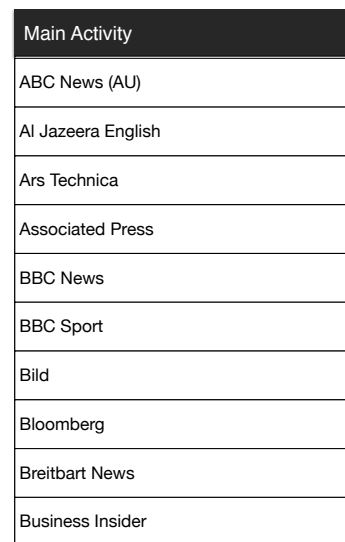 Main Activity
ABC News (AU)
Al Jazeera English
Ars Technica
Associated Press
BBC News
BBC Sport
Bild
Bloomberg
Breitbart News
Business Insider